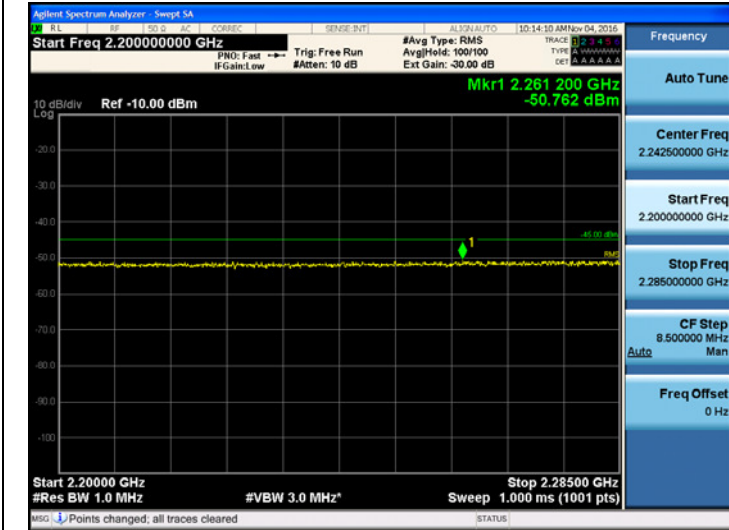 Agilent Spectrum Analyzer - Swept SA
RL RF 50 Ω AC CORREC SENSE:INT ALIGN AUTO 10:14:10 AM Nov 04, 2016
Start Freq 2.200000000 GHz
PNO: Fast
IFGain:Low
Trig: Free Run
#Atten: 10 dB
#Avg Type: RMS
Avg|Hold: 100/100
Ext Gain: -30.00 dB
TRACE 1 2 3 4 5 6
TYPE A
DET A A A A A A
Mkr1 2.261 200 GHz
-50.762 dBm
10 dB/div Ref -10.00 dBm
Log
-20.0
-30.0
-40.0
-45.00 dBm
1
-50.0
RMS
-60.0
-70.0
-80.0
-90.0
-100
Start 2.20000 GHz Stop 2.28500 GHz
#Res BW 1.0 MHz #VBW 3.0 MHz* Sweep 1.000 ms (1001 pts)
MSG Points changed; all traces cleared STATUS
Frequency
Auto Tune
Center Freq
2.242500000 GHz
Start Freq
2.200000000 GHz
Stop Freq
2.285000000 GHz
CF Step
8.500000 MHz
Auto Man
Freq Offset
0 Hz